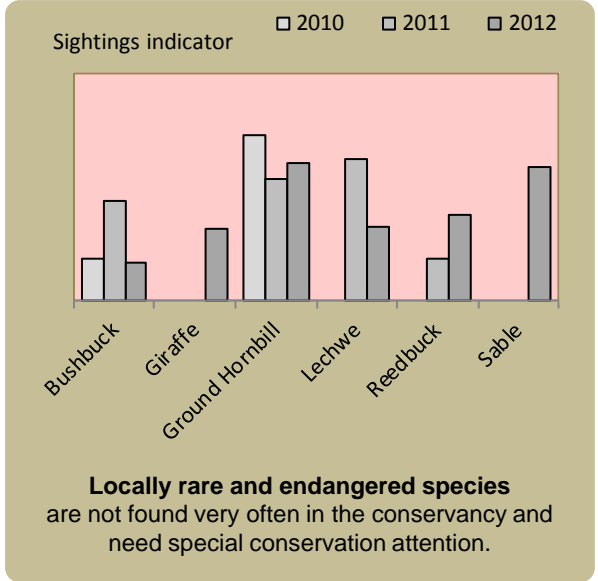 2010 2011 2012
Sightings indicator
Bushbuck
Giraffe
Ground Hornbill
Lechwe
Reedbuck
Sable
Locally rare and endangered species
are not found very often in the conservancy and
need special conservation attention.